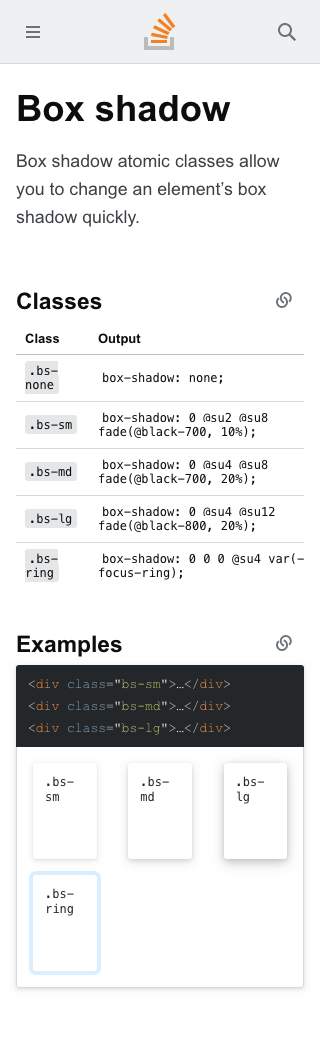 Box shadow
Box shadow atomic classes allow
you to change an element’s box
shadow quickly.
Classes
Class Output
.bs-
none
box-shadow: none;
.bs-sm
box-shadow: 0 @su2 @su8
fade(@black-700, 10%);
.bs-md
box-shadow: 0 @su4 @su8
fade(@black-700, 20%);
.bs-lg
box-shadow: 0 @su4 @su12
fade(@black-800, 20%);
.bs-
ring
box-shadow: 0 0 0 @su4 var(-
focus-ring);
Examples
<div class="bs-sm">…</div>
<div class="bs-md">…</div>
<div class="bs-lg">…</div>
.bs-
sm
.bs-
md
.bs-
lg
.bs-
ring